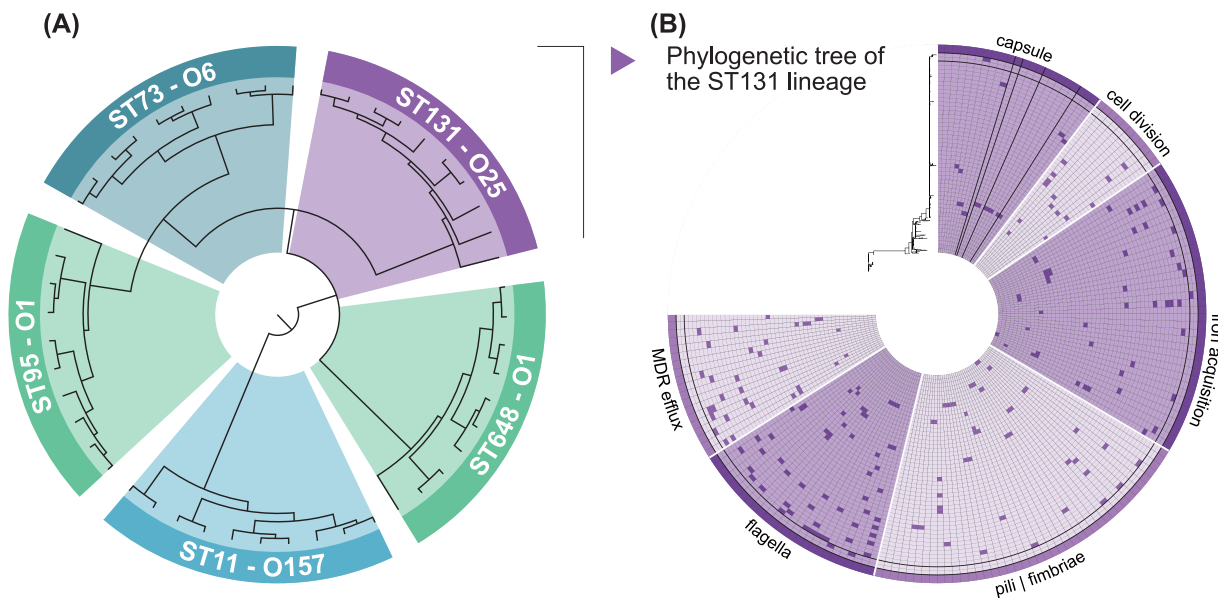 (A)
ST73 - O6
ST131 - O25
ST95 - O1
ST648 - O1
ST11 - O157
(B)
Phylogenetic tree of
the ST131 lineage
capsule
cell division
iron acquisition
pili | fimbriae
flagella
MDR efflux